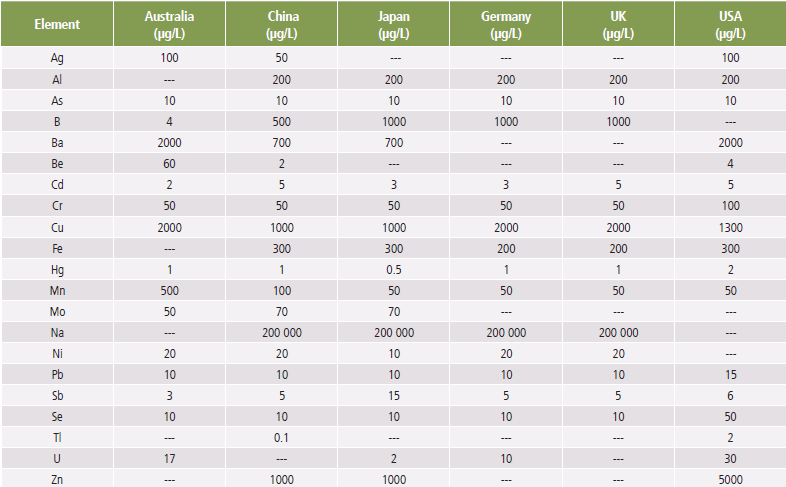 Element Australia (µg/L) China (µg/L) Japan (µg/L) Germany (µg/L) UK (µg/L) USA (µg/L)
Ag 100 50 --- --- --- 100
Al --- 200 200 200 200 200
As 10 10 10 10 10 10
B 4 500 1000 1000 1000 ---
Ba 2000 700 700 --- --- 2000
Be 60 2 --- --- --- 4
Cd 2 5 3 3 5 5
Cr 50 50 50 50 50 100
Cu 2000 1000 1000 2000 2000 1300
Fe --- 300 300 200 200 300
Hg 1 1 0.5 1 1 2
Mn 500 100 50 50 50 50
Mo 50 70 70 --- --- ---
Na --- 200 000 200 000 200 000 200 000 ---
Ni 20 20 10 20 20 ---
Pb 10 10 10 10 10 15
Sb 3 5 15 5 5 6
Se 10 10 10 10 10 50
Tl --- 0.1 --- --- --- 2
U 17 --- 2 10 --- 30
Zn --- 1000 1000 --- --- 5000